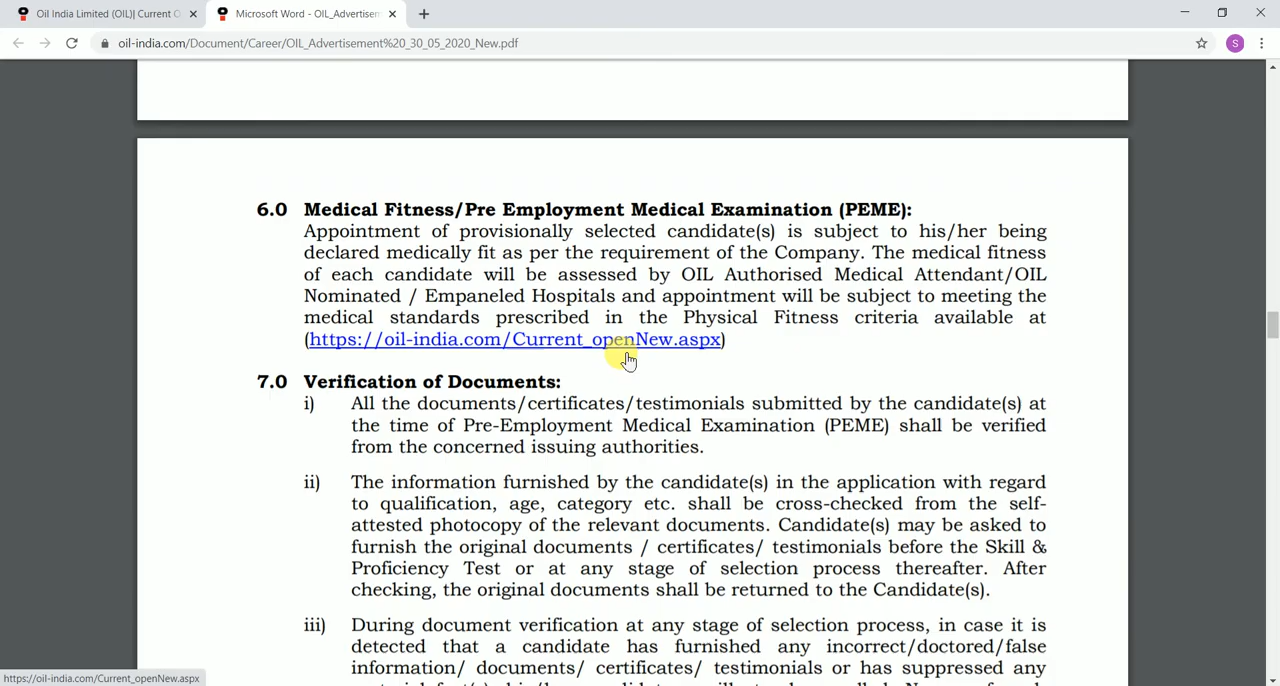 Oil India Limited (OIL)| Current O
Microsoft Word - OIL_Advertisem
oil-india.com/Document/Career/OIL_Advertisement%20_30_05_2020_New.pdf
S
6.0 Medical Fitness/Pre Employment Medical Examination (PEME):
Appointment of provisionally selected candidate(s) is subject to his/her being
declared medically fit as per the requirement of the Company. The medical fitness
of each candidate will be assessed by OIL Authorised Medical Attendant/OIL
Nominated / Empaneled Hospitals and appointment will be subject to meeting the
medical standards prescribed in the Physical Fitness criteria available at
(https://oil-india.com/Current_openNew.aspx)
7.0 Verification of Documents:
i) All the documents/certificates/testimonials submitted by the candidate(s) at
the time of Pre-Employment Medical Examination (PEME) shall be verified
from the concerned issuing authorities.
ii) The information furnished by the candidate(s) in the application with regard
to qualification, age, category etc. shall be cross-checked from the self-
attested photocopy of the relevant documents. Candidate(s) may be asked to
furnish the original documents / certificates/ testimonials before the Skill &
Proficiency Test or at any stage of selection process thereafter. After
checking, the original documents shall be returned to the Candidate(s).
iii) During document verification at any stage of selection process, in case it is
detected that a candidate has furnished any incorrect/doctored/false
information/ documents/ certificates/ testimonials or has suppressed any
https://oil-india.com/Current_openNew.aspx